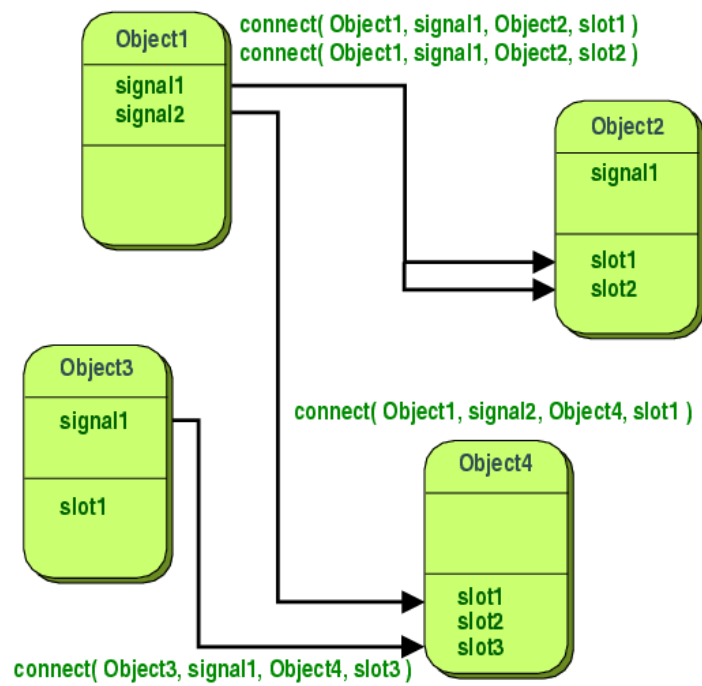 connect( Object1, signal1, Object2, slot1 )
connect( Object1, signal1, Object2, slot2 )
Object1
signal1
signal2
Object2
signal1
slot1
slot2
Object3
signal1
slot1
connect( Object1, signal2, Object4, slot1 )
Object4
slot1
slot2
slot3
connect( Object3, signal1, Object4, slot3 )